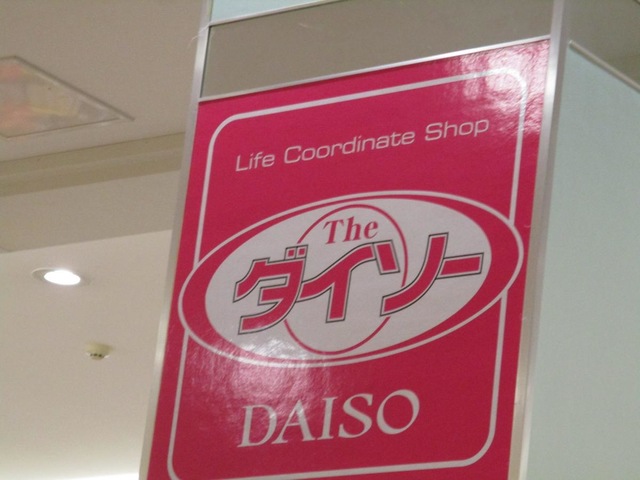 Life Coordinate Shop
The
ダイソー
DAISO